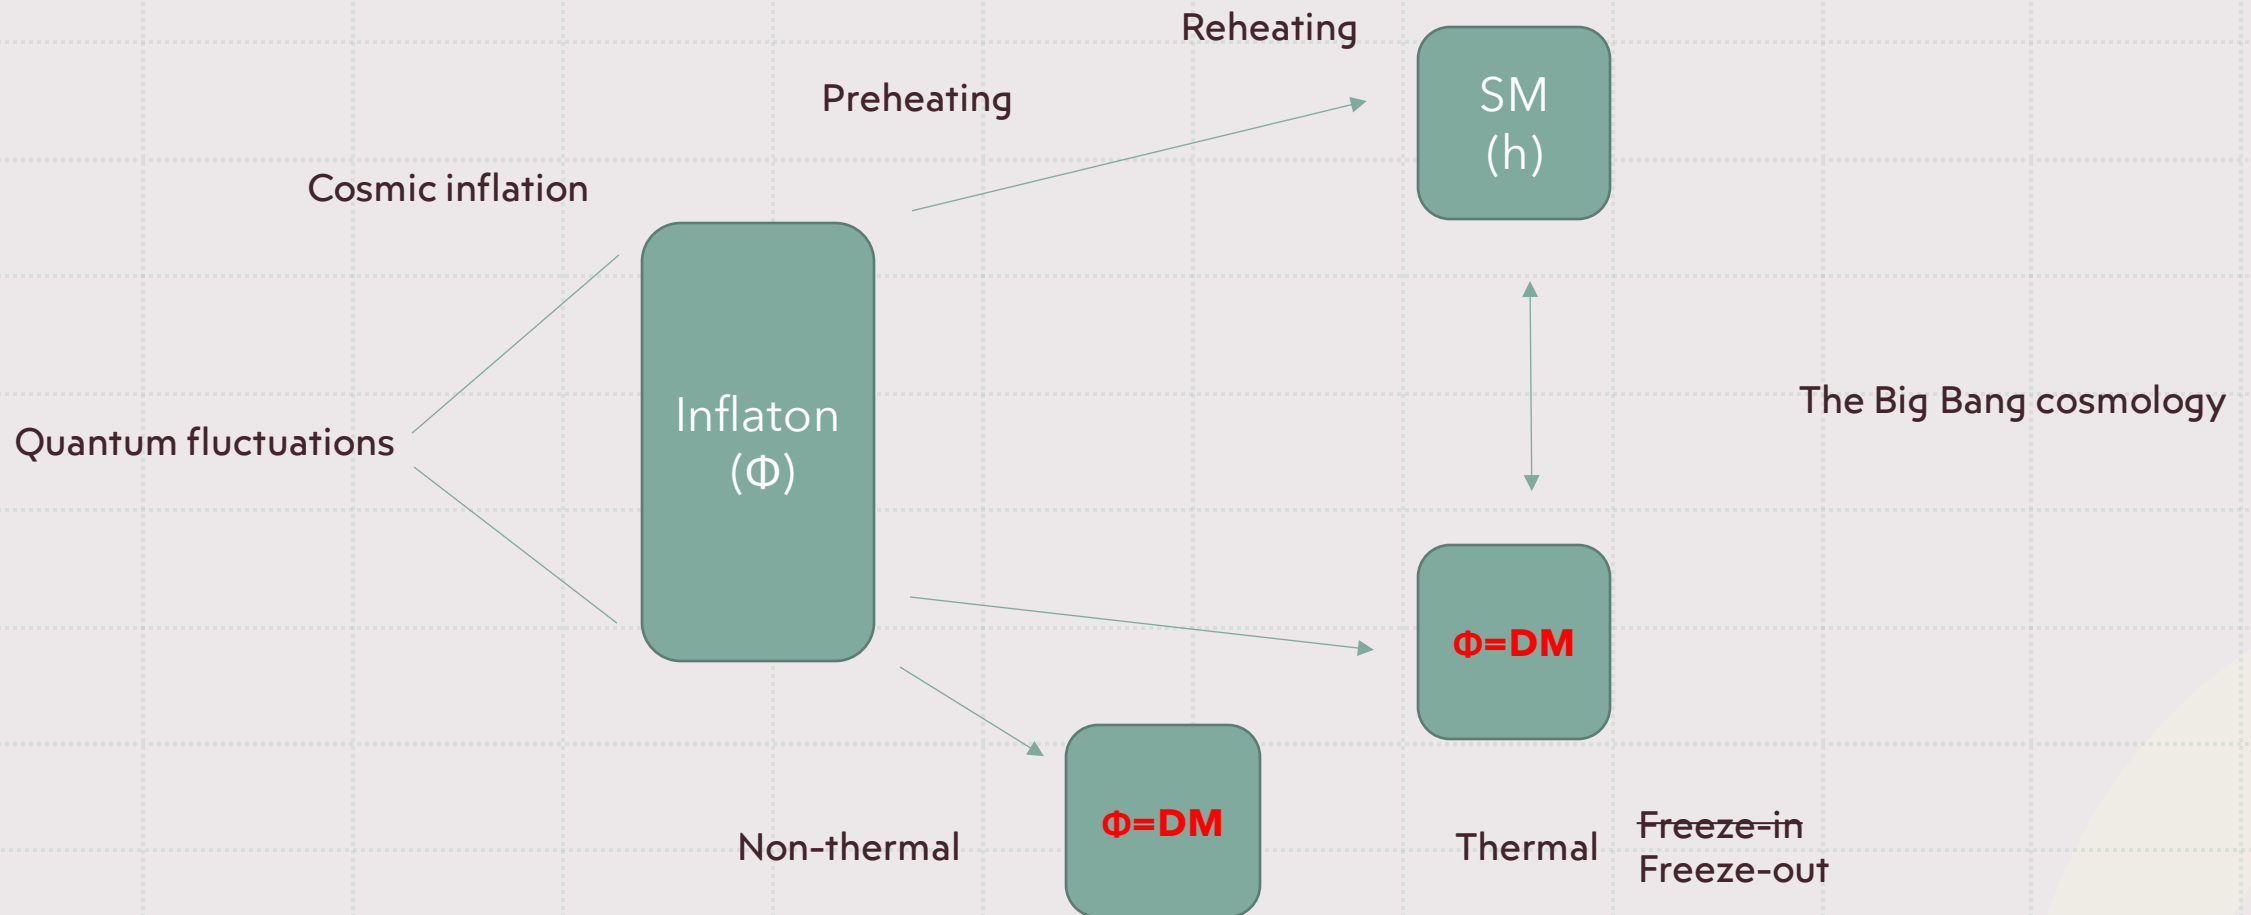 Reheating
Preheating
SM
(h)
Cosmic inflation
Quantum fluctuations
Inflaton
(Φ)
The Big Bang cosmology
Φ=DM
Φ=DM
Non-thermal
Thermal
Freeze-in
Freeze-out